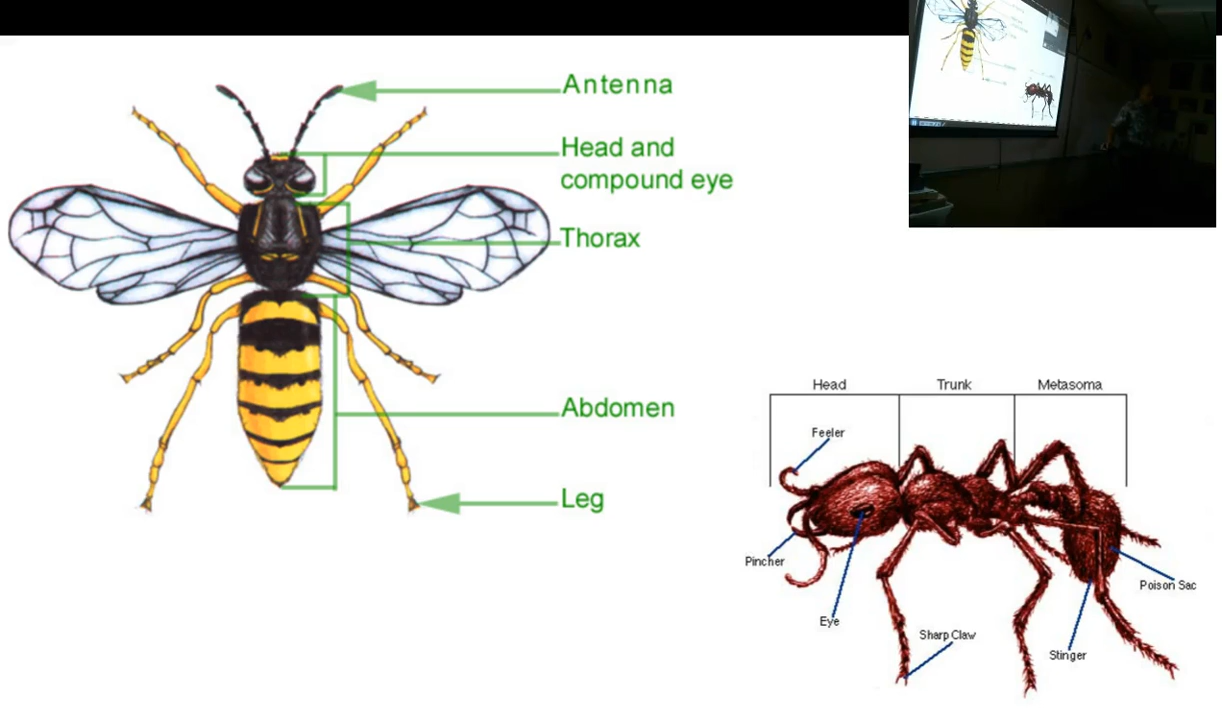 Antenna
Head and
compound eye
Thorax
Abdomen
Leg
Head Trunk Metasoma
Feeler
Pincher
Eye
Sharp Claw
Stinger
Poison Sac